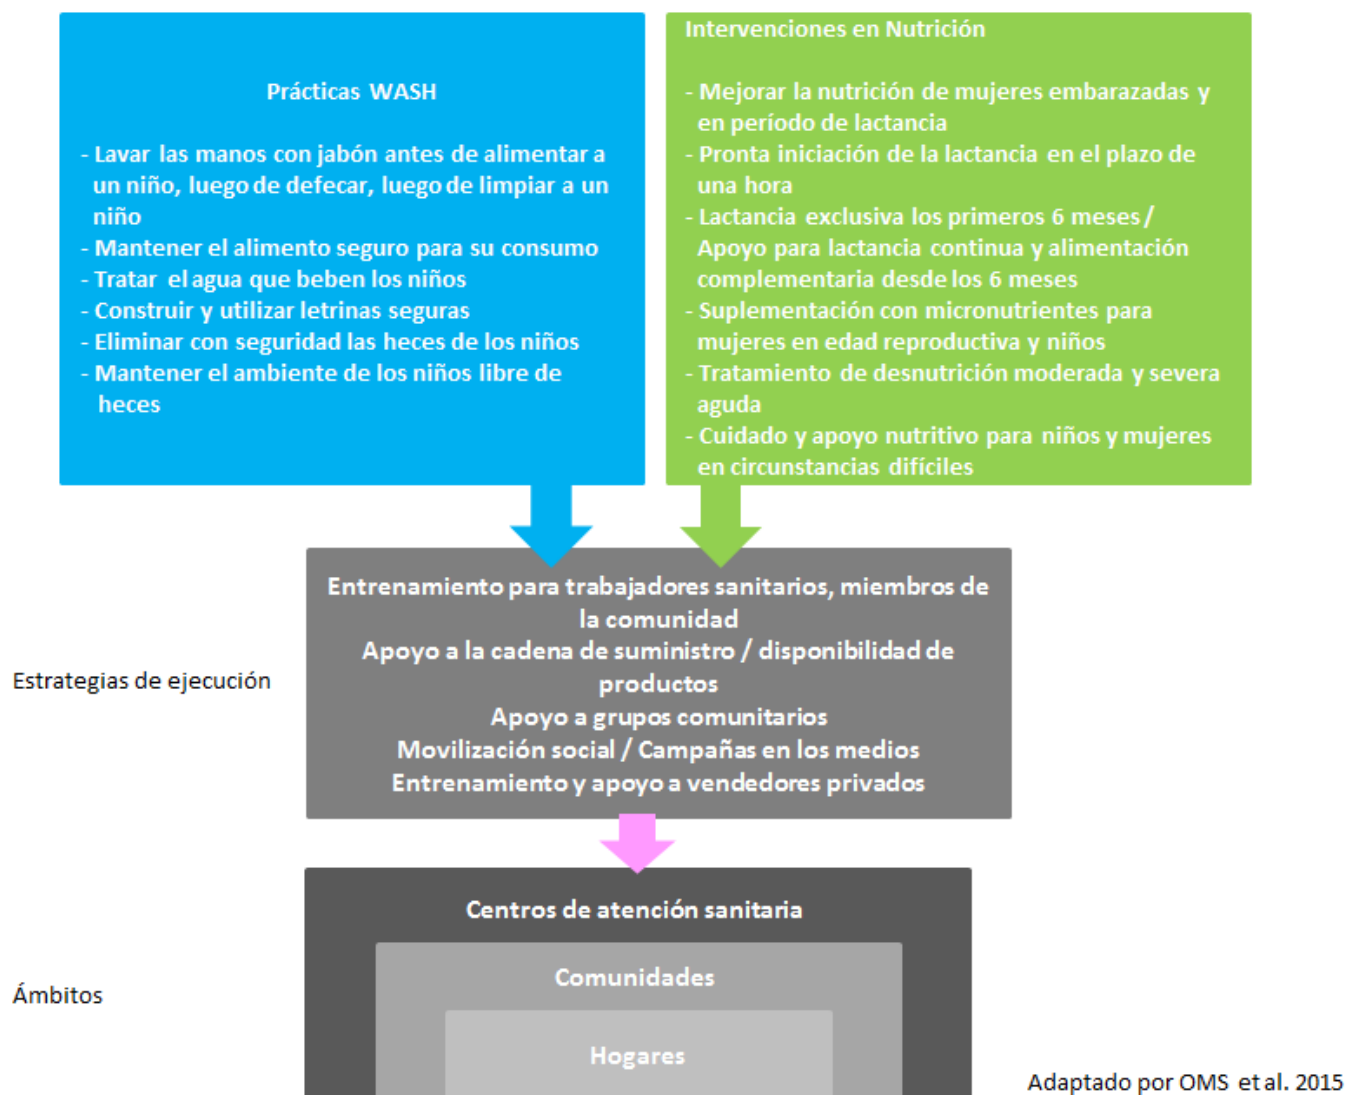 Prácticas WASH
- Lavar las manos con jabón antes de alimentar a
un niño, luego de defecar, luego de limpiar a un
niño
- Mantener el alimento seguro para su consumo
- Tratar el agua que beben los niños
- Construir y utilizar letrinas seguras
- Eliminar con seguridad las heces de los niños
- Mantener el ambiente de los niños libre de
heces
Intervenciones en Nutrición
- Mejorar la nutrición de mujeres embarazadas y
en período de lactancia
- Pronta iniciación de la lactancia en el plazo de
una hora
- Lactancia exclusiva los primeros 6 meses /
Apoyo para lactancia continua y alimentación
complementaria desde los 6 meses
- Suplementación con micronutrientes para
mujeres en edad reproductiva y niños
- Tratamiento de desnutrición moderada y severa
aguda
- Cuidado y apoyo nutritivo para niños y mujeres
en circunstancias difíciles
Estrategias de ejecución
Entrenamiento para trabajadores sanitarios, miembros de
la comunidad
Apoyo a la cadena de suministro / disponibilidad de
productos
Apoyo a grupos comunitarios
Movilización social / Campañas en los medios
Entrenamiento y apoyo a vendedores privados
Ámbitos
Centros de atención sanitaria
Comunidades
Hogares
Adaptado por OMS et al. 2015